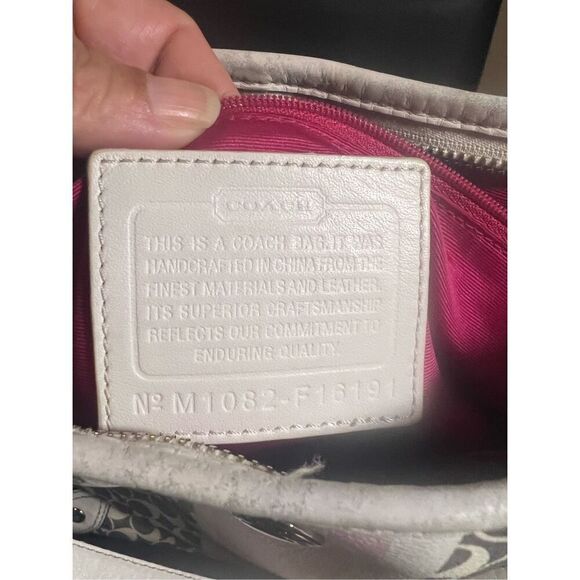 COACH
THIS IS A COACH BAG. IT WAS
HANDCRAFTED IN CHINA FROM THE
FINEST MATERIALS AND LEATHER.
ITS SUPERIOR CRAFTSMANSHIP
REFLECTS OUR COMMITMENT TO
ENDURING QUALITY.
Nº M1082-F16191